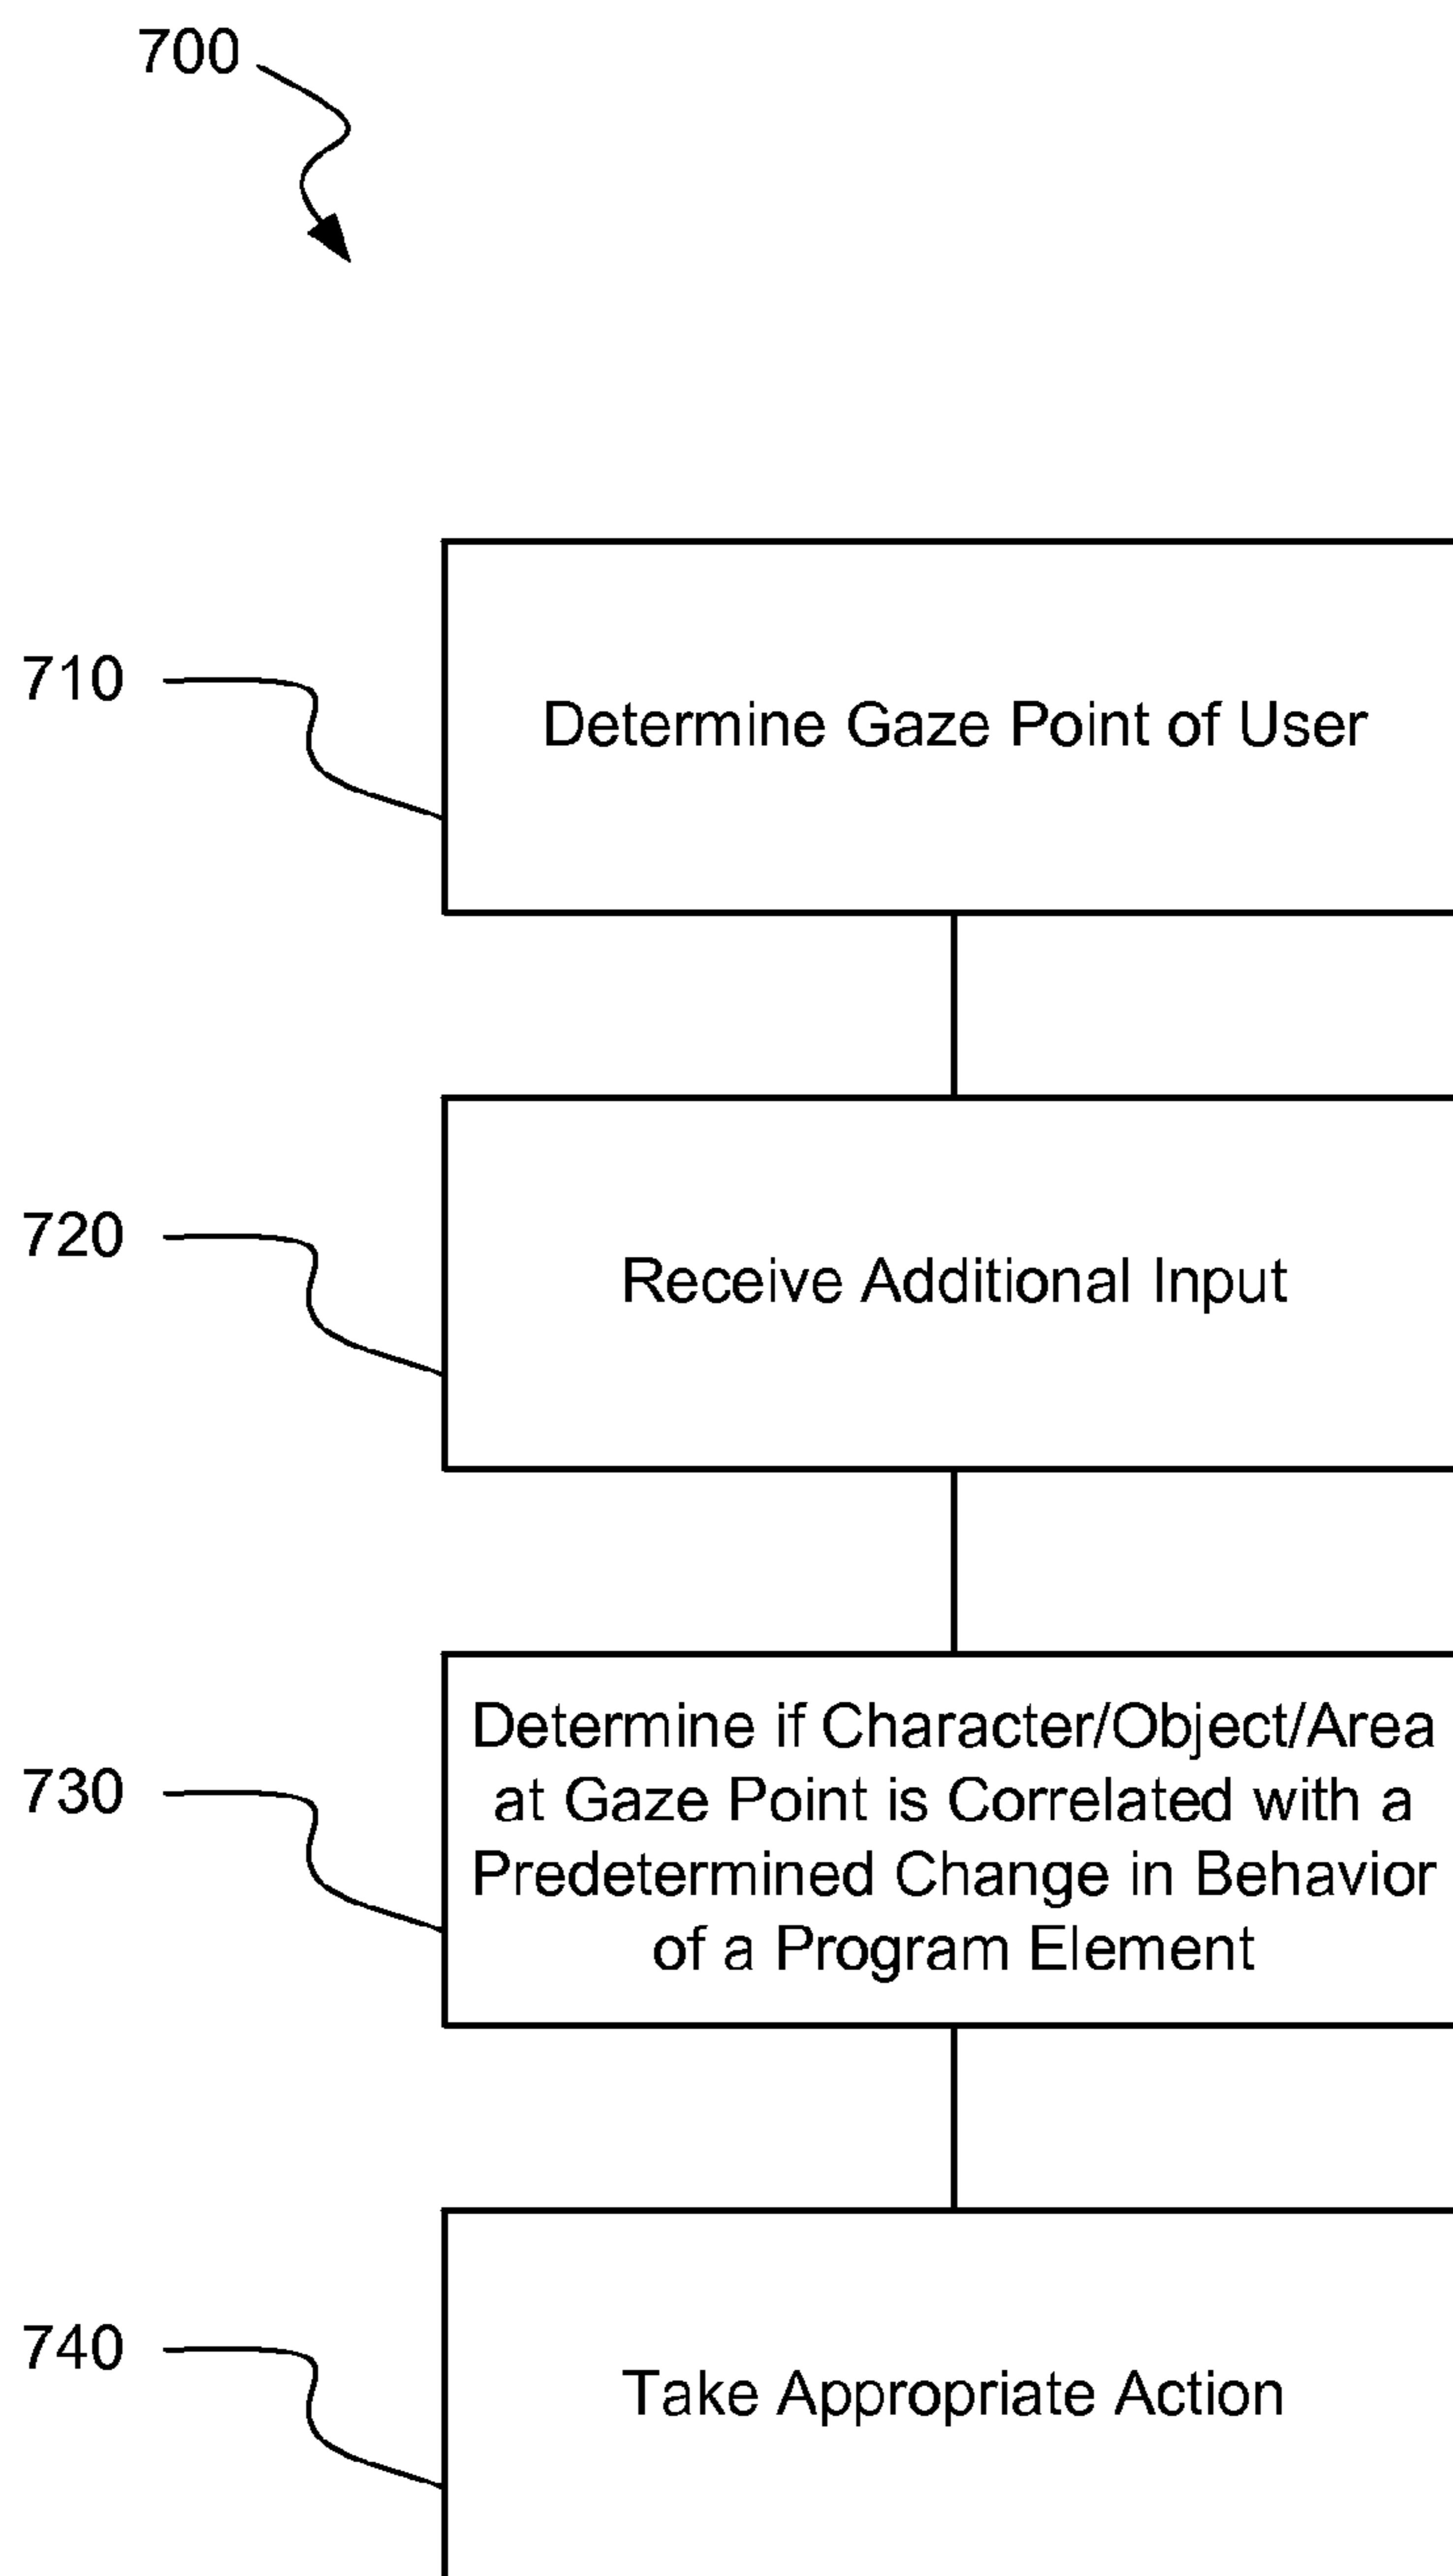 700
710
Determine Gaze Point of User
720
Receive Additional Input
730
Determine if Character/Object/Area
at Gaze Point is Correlated with a
Predetermined Change in Behavior
of a Program Element
740
Take Appropriate Action